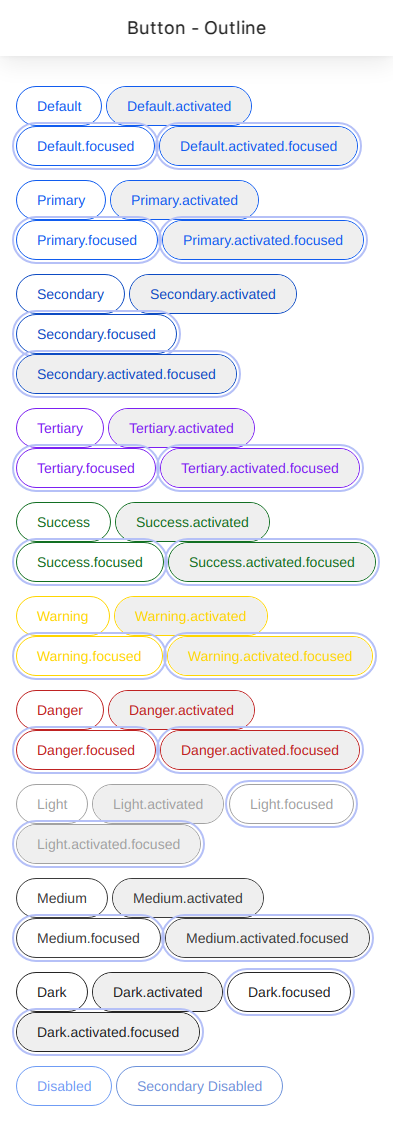 Button - Outline
Default Default.activated
Default.focused Default.activated.focused
Primary Primary.activated
Primary.focused Primary.activated.focused
Secondary Secondary.activated
Secondary.focused
Secondary.activated.focused
Tertiary Tertiary.activated
Tertiary.focused Tertiary.activated.focused
Success Success.activated
Success.focused Success.activated.focused
Warning Warning.activated
Warning.focused Warning.activated.focused
Danger Danger.activated
Danger.focused Danger.activated.focused
Light Light.activated Light.focused
Light.activated.focused
Medium Medium.activated
Medium.focused Medium.activated.focused
Dark Dark.activated Dark.focused
Dark.activated.focused
Disabled Secondary Disabled